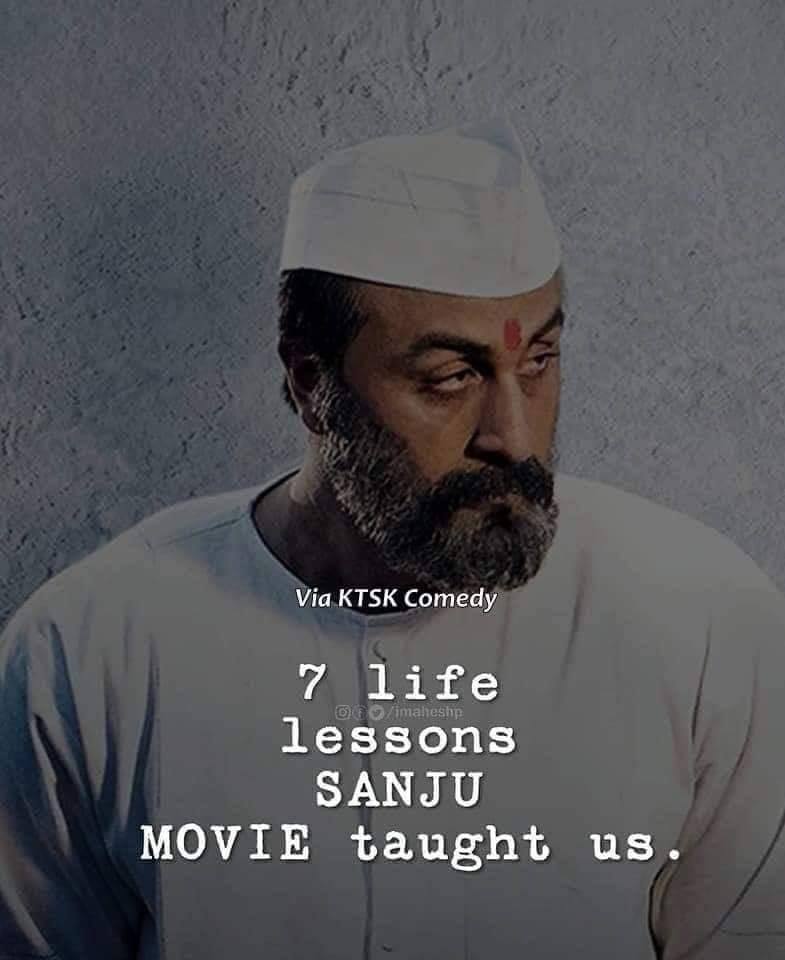 Via KTSK Comedy
7 life
/imaheshp
lessons
SANJU
MOVIE taught us.